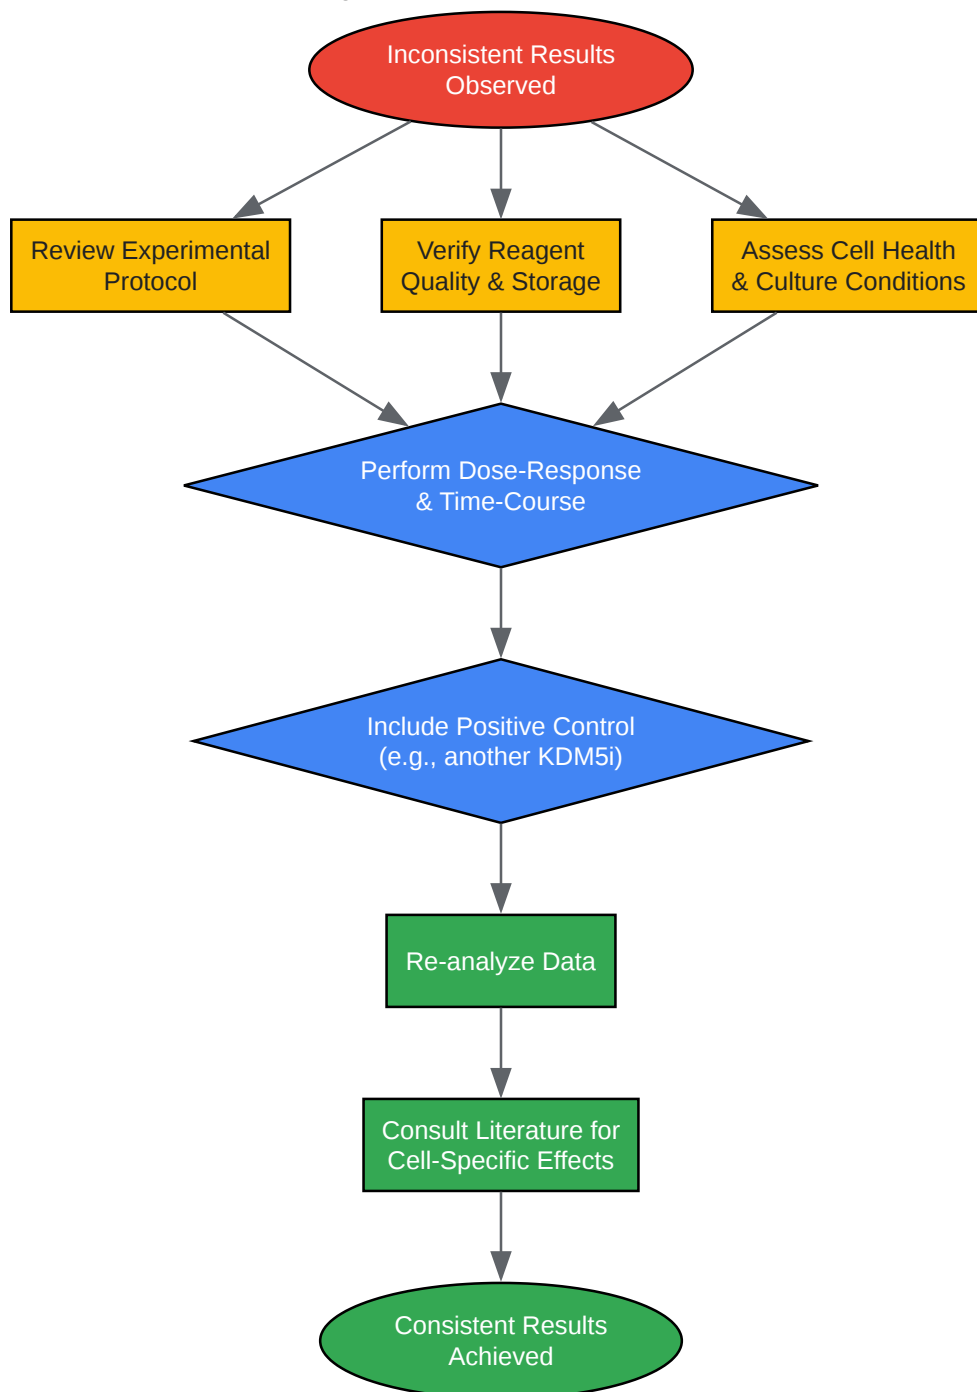 Inconsistent Results
Observed
Review Experimental
Protocol
Verify Reagent
Quality & Storage
Assess Cell Health
& Culture Conditions
Perform Dose-Response
& Time-Course
Include Positive Control
(e.g., another KDM5i)
Re-analyze Data
Consult Literature for
Cell-Specific Effects
Consistent Results
Achieved